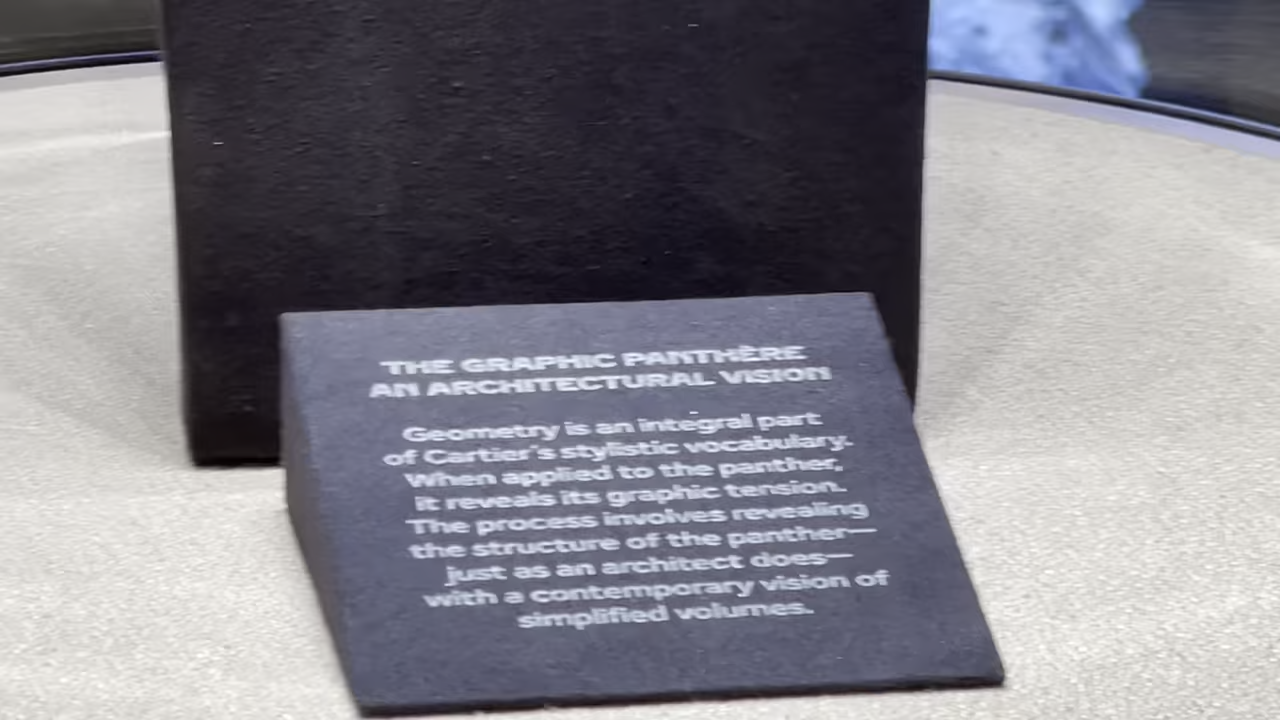 THE GRAPHIC PANTHÈRE
AN ARCHITECTURAL VISION
Geometry is an integral part
of Cartier's stylistic vocabulary.
When applied to the panther,
it reveals its graphic tension.
The process involves revealing
the structure of the panther—
just as an architect does—
with a contemporary vision of
simplified volumes.